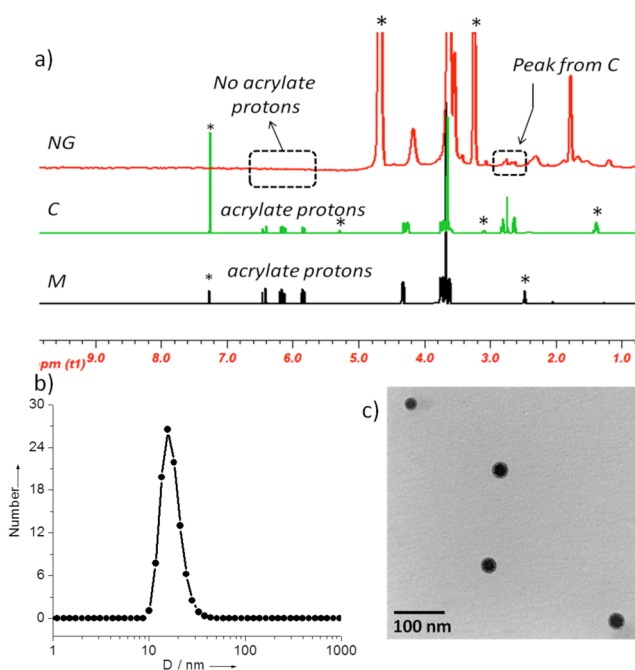 a)
No acrylate
protons
Peak from C
* * *
NG
*
C acrylate protons * * *
M * acrylate protons *
ppm (t1) 9.0 8.0 7.0 6.0 5.0 4.0 3.0 2.0 1.0
b)
30
24
18
12
6
0
Number
1 10 100 1000
D / nm
c)
100 nm